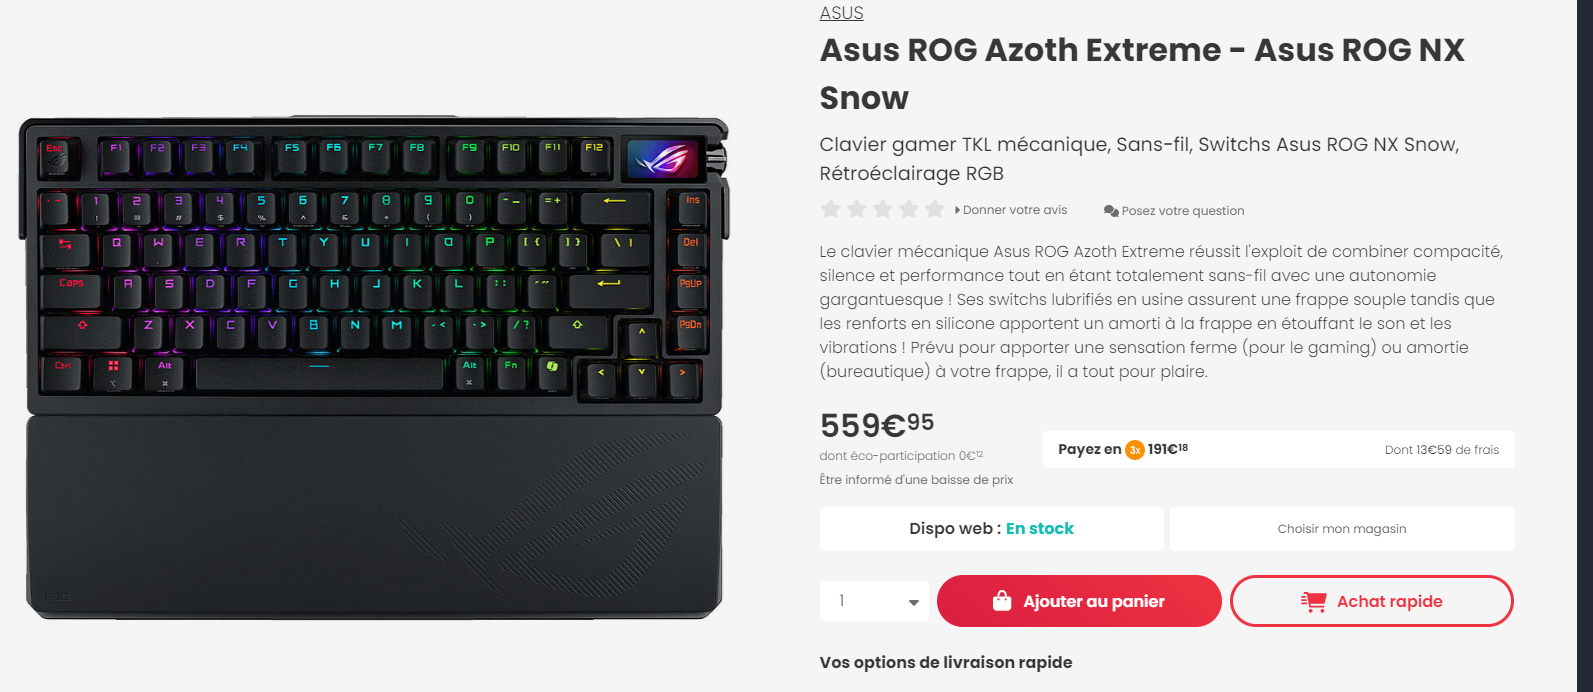 ASUS
Asus ROG Azoth Extreme - Asus ROG NX
Snow
Clavier gamer TKL mécanique, Sans-fil, Switchs Asus ROG NX Snow,
Rétroéclairage RGB
Donner votre avis Posez votre question
Le clavier mécanique Asus ROG Azoth Extreme réussit l'exploit de combiner compacité,
silence et performance tout en étant totalement sans-fil avec une autonomie
gargantuesque ! Ses switchs lubrifiés en usine assurent une frappe souple tandis que
les renforts en silicone apportent un amorti à la frappe en étouffant le son et les
vibrations ! Prévu pour apporter une sensation ferme (pour le gaming) ou amortie
(bureautique) à votre frappe, il a tout pour plaire.
559€95
dont éco-participation 0€12
Être informé d'une baisse de prix
Payez en 3x 191€18 Dont 13€59 de frais
Dispo web : En stock
Choisir mon magasin
1
Ajouter au panier
Achat rapide
Vos options de livraison rapide
Esc F1 F2 F3 F4 F5 F6 F7 F8 F9 F10 F11 F12
1 2 3 4 5 6 7 8 9 0 - = + Ins
Q W E R T Y U I O P [ { ] } \ | Del
Caps A S D F G H J K L PgUp
Z X C V B N M / ? PgDn
Ctrl Alt Alt Fn